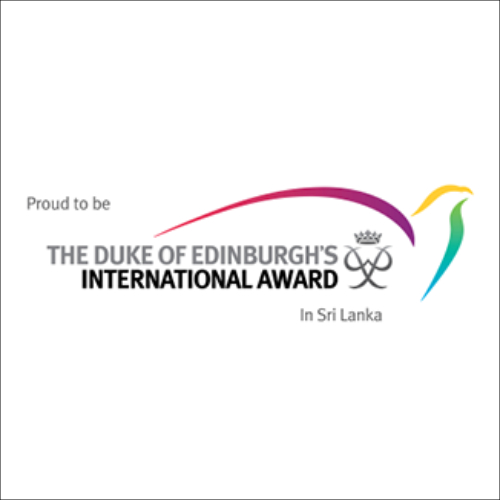 Proud to be
THE DUKE OF EDINBURGH'S
INTERNATIONAL AWARD
In Sri Lanka